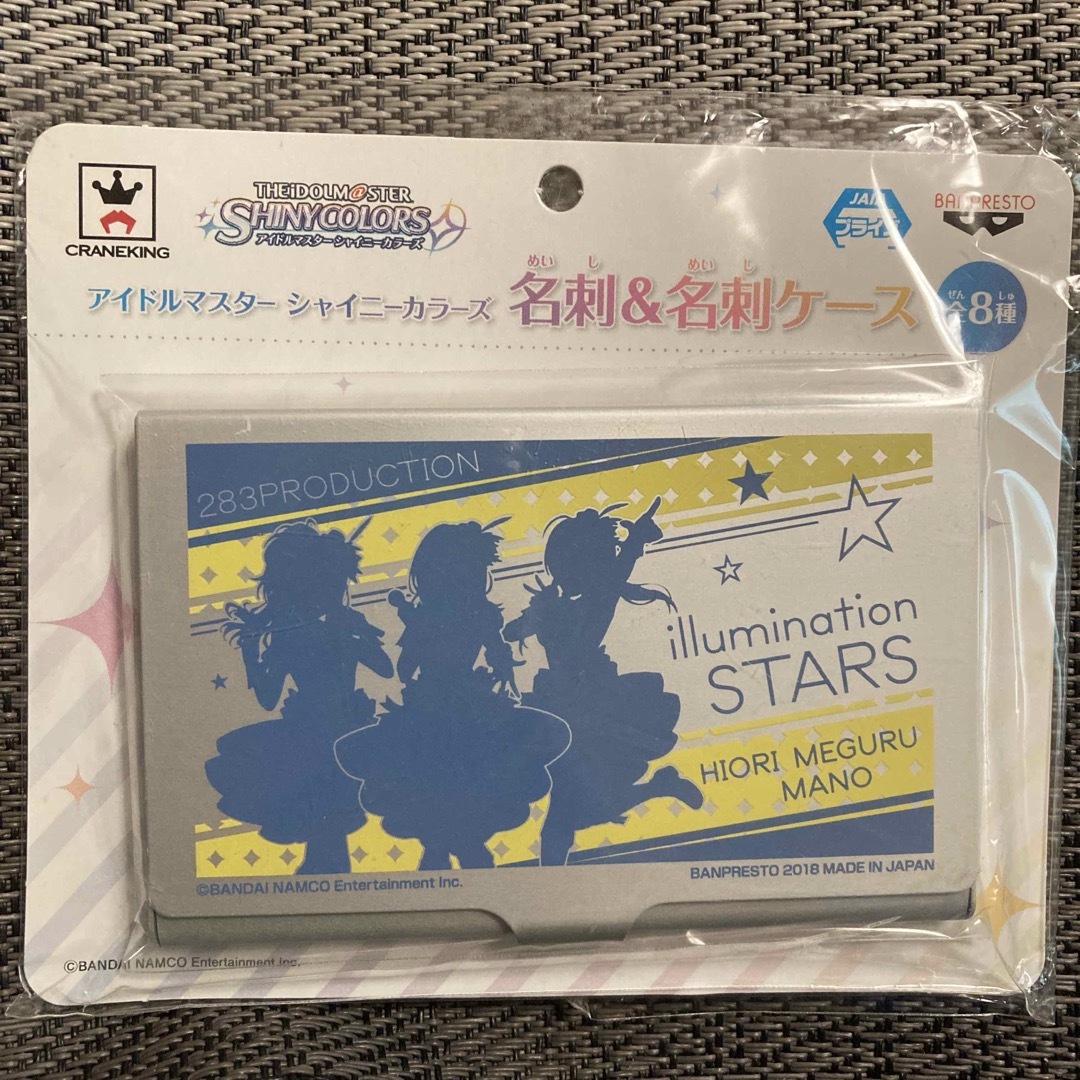 CRANEKING
THE iDOLM@STER
SHINYCOLORS
アイドルマスターシャイニーカラーズ
JAIA
プライズ
BANPRESTO
アイドルマスター シャイニーカラーズ
めい し めい し
名刺&名刺ケース
ぜん しゅ
全8種
283PRODUCTION
illumination
STARS
HIORI MEGURU
MANO
©BANDAI NAMCO Entertainment Inc.
BANPRESTO 2018 MADE IN JAPAN
©BANDAI NAMCO Entertainment Inc.